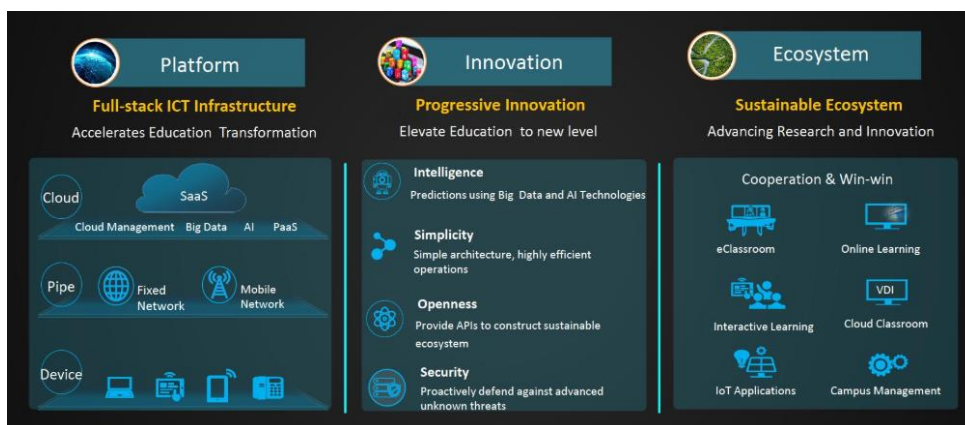 Platform
Full-stack ICT Infrastructure
Accelerates Education Transformation
Cloud
SaaS
Cloud Management Big Data AI PaaS
Pipe
Fixed
Network
Mobile
Network
Device
Innovation
Progressive Innovation
Elevate Education to new level
Intelligence
Predictions using Big Data and AI Technologies
Simplicity
Simple architecture, highly efficient
operations
Openness
Provide APIs to construct sustainable
ecosystem
Security
Proactively defend against advanced
unknown threats
Ecosystem
Sustainable Ecosystem
Advancing Research and Innovation
Cooperation & Win-win
eClassroom
Online Learning
Interactive Learning
VDI
Cloud Classroom
IoT Applications
Campus Management